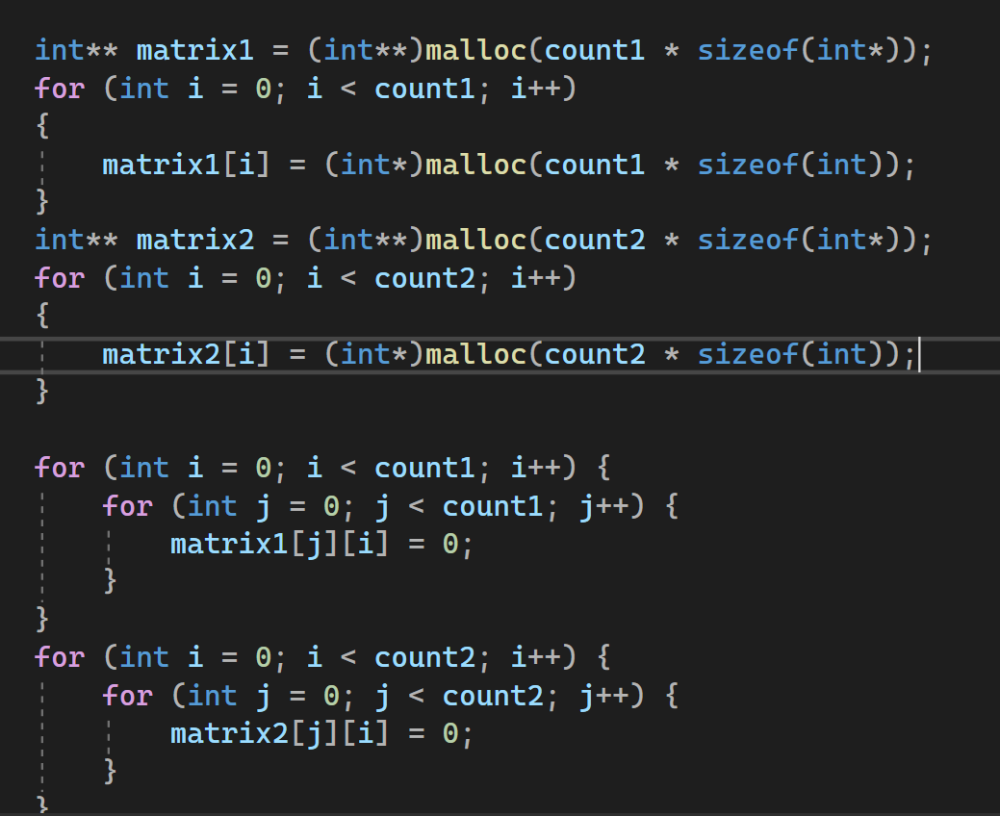 int** matrix1 = (int**)malloc(count1 * sizeof(int*));
for (int i = 0; i < count1; i++)
{
    matrix1[i] = (int*)malloc(count1 * sizeof(int));
}
int** matrix2 = (int**)malloc(count2 * sizeof(int*));
for (int i = 0; i < count2; i++)
{
    matrix2[i] = (int*)malloc(count2 * sizeof(int));
}

for (int i = 0; i < count1; i++) {
    for (int j = 0; j < count1; j++) {
        matrix1[j][i] = 0;
    }
}
for (int i = 0; i < count2; i++) {
    for (int j = 0; j < count2; j++) {
        matrix2[j][i] = 0;
    }
}